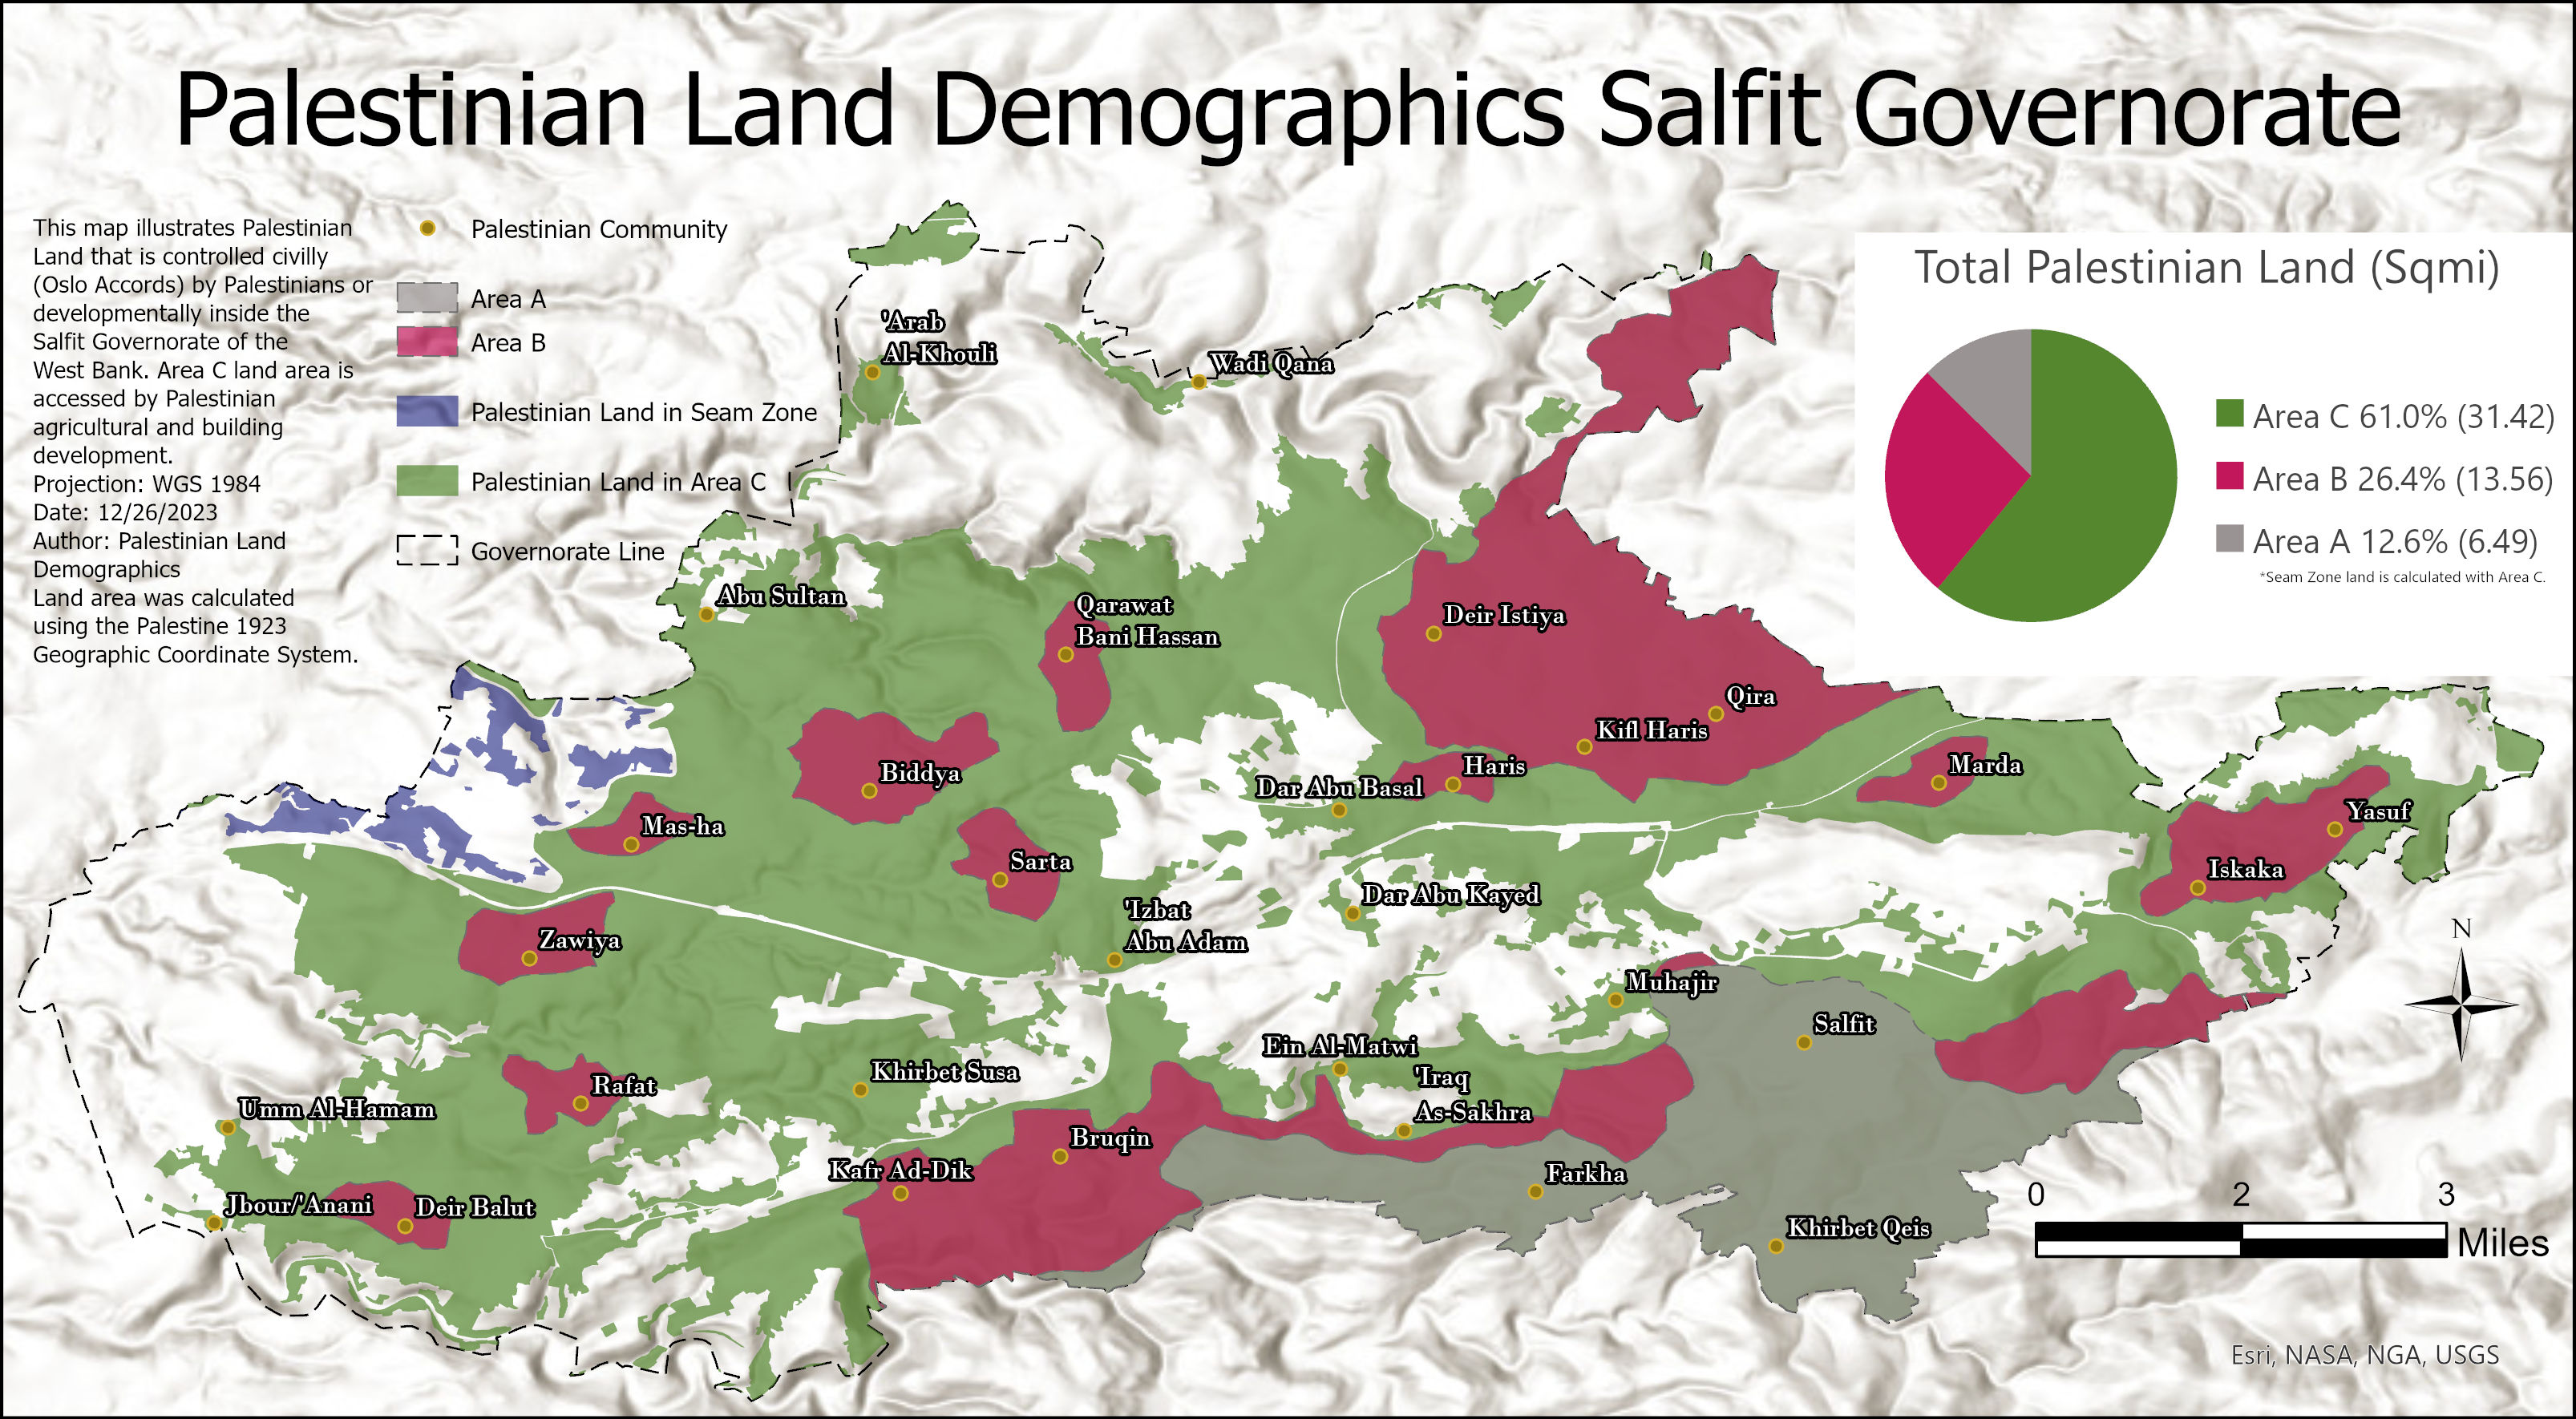 Palestinian Land Demographics Salfit Governorate
This map illustrates Palestinian
Land that is controlled civilly
(Oslo Accords) by Palestinians or
developmentally inside the
Salfit Governorate of the
West Bank. Area C land area is
accessed by Palestinian
agricultural and building
development.
Projection: WGS 1984
Date: 12/26/2023
Author: Palestinian Land
Demographics
Land area was calculated
using the Palestine 1923
Geographic Coordinate System.
Palestinian Community
Area A
Area B
Palestinian Land in Seam Zone
Palestinian Land in Area C
Governorate Line
Total Palestinian Land (Sqmi)
Area C 61.0% (31.42)
Area B 26.4% (13.56)
Area A 12.6% (6.49)
*Seam Zone land is calculated with Area C.
'Arab
Al-Khouli
Wadi Qana
Abu Sultan
Qarawat
Bani Hassan
Deir Istiya
Qira
Kifl Haris
Haris
Marda
Biddya
Dar Abu Basal
Mas-ha
Yasuf
Sarta
Iskaka
Dar Abu Kayed
'Izbat
Abu Adam
Zawiya
N
Muhajir
Salfit
Ein Al-Matwi
Khirbet Susa
'Iraq
As-Sakhra
Rafat
Umm Al-Hamam
Bruqin
Kafr Ad-Dik
Farkha
Jbour/'Anani
Deir Balut
Khirbet Qeis
0 2 3
Miles
Esri, NASA, NGA, USGS